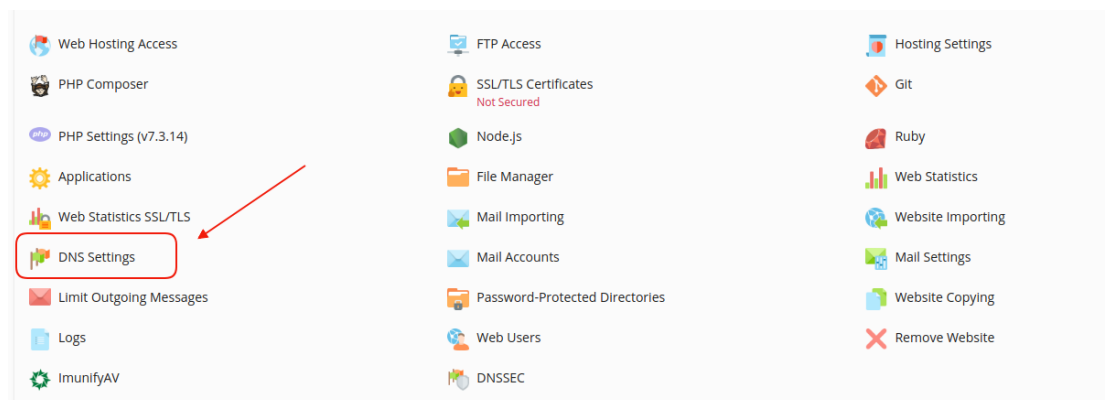 Web Hosting Access
FTP Access
Hosting Settings
PHP Composer
SSL/TLS Certificates
Not Secured
Git
php
PHP Settings (v7.3.14)
Node.js
Ruby
Applications
File Manager
Web Statistics
Web Statistics SSL/TLS
Mail Importing
Website Importing
DNS Settings
Mail Accounts
Mail Settings
Limit Outgoing Messages
Password-Protected Directories
Website Copying
Logs
Web Users
Remove Website
ImunifyAV
DNSSEC